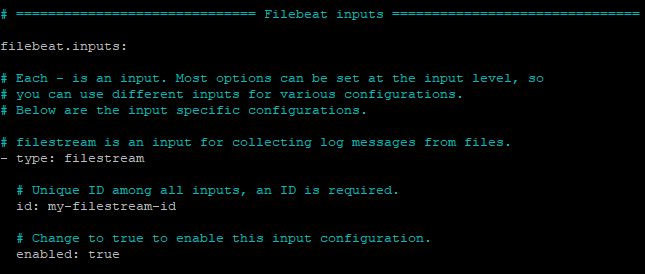 # ============================== Filebeat inputs ===============================
filebeat.inputs:
# Each - is an input. Most options can be set at the input level, so
# you can use different inputs for various configurations.
# Below are the input specific configurations.
# filestream is an input for collecting log messages from files.
- type: filestream
# Unique ID among all inputs, an ID is required.
id: my-filestream-id
# Change to true to enable this input configuration.
enabled: true